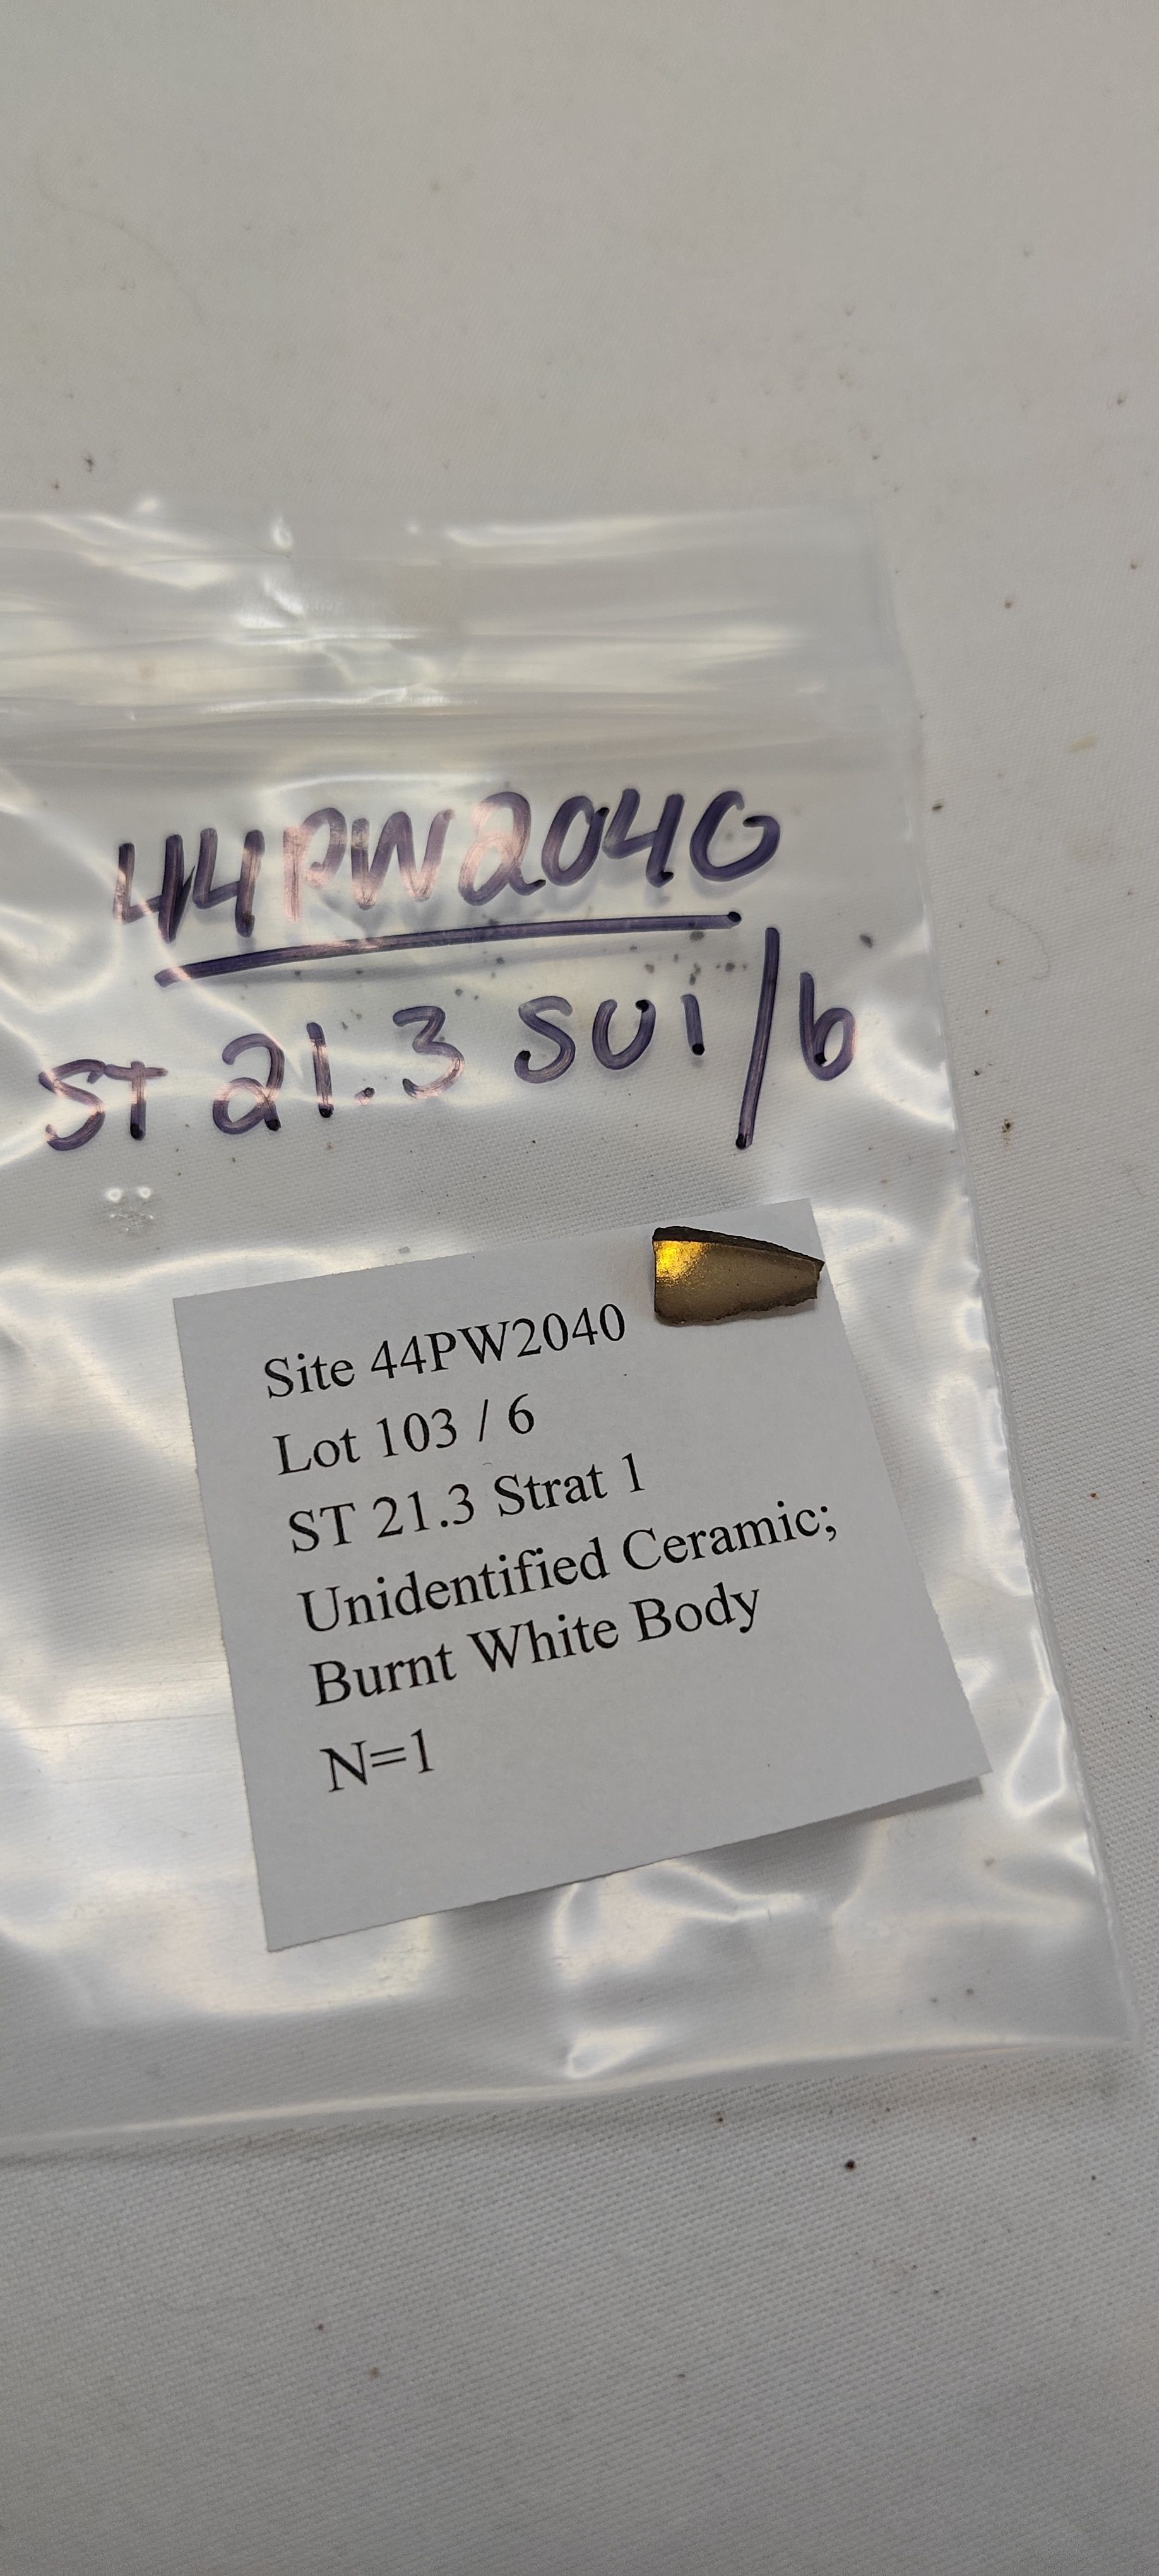 44PW2040
ST 21.3 SU1/6
Site 44PW2040
Lot 103 / 6
ST 21.3 Strat 1
Unidentified Ceramic;
Burnt White Body
N=1